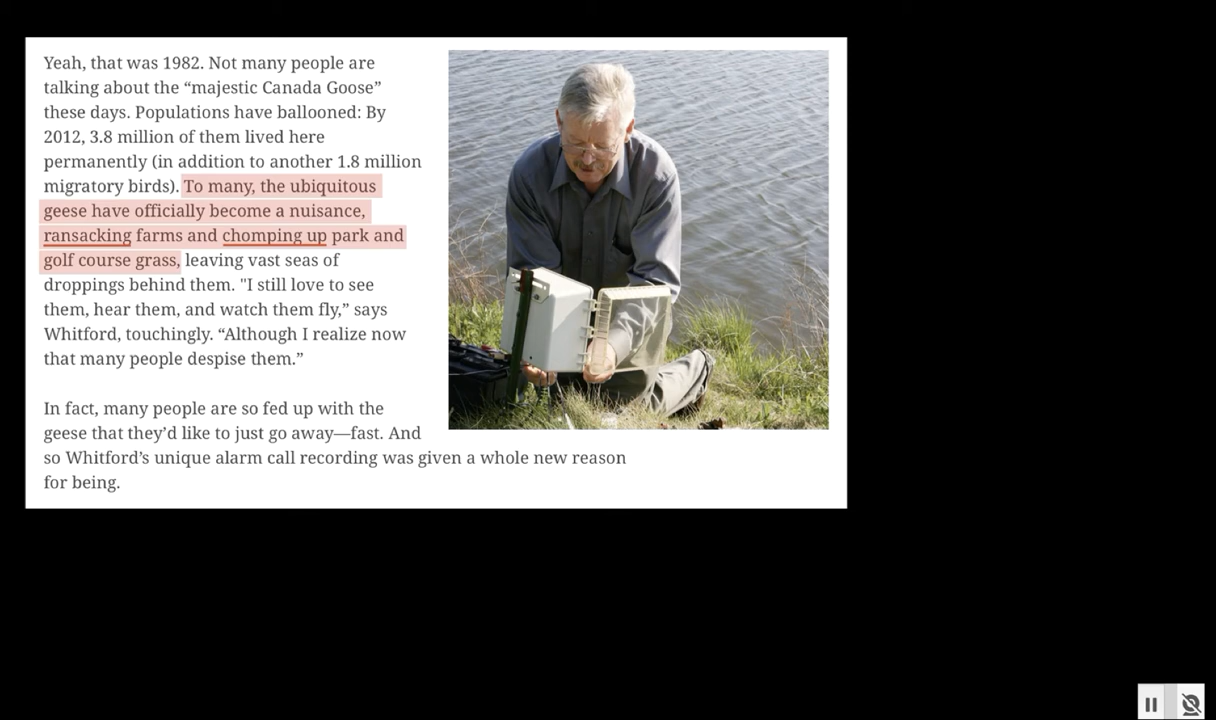 Yeah, that was 1982. Not many people are
talking about the “majestic Canada Goose”
these days. Populations have ballooned: By
2012, 3.8 million of them lived here
permanently (in addition to another 1.8 million
migratory birds). To many, the ubiquitous
geese have officially become a nuisance,
ransacking farms and chomping up park and
golf course grass, leaving vast seas of
droppings behind them. "I still love to see
them, hear them, and watch them fly,” says
Whitford, touchingly. “Although I realize now
that many people despise them.”
In fact, many people are so fed up with the
geese that they’d like to just go away—fast. And
so Whitford’s unique alarm call recording was given a whole new reason
for being.